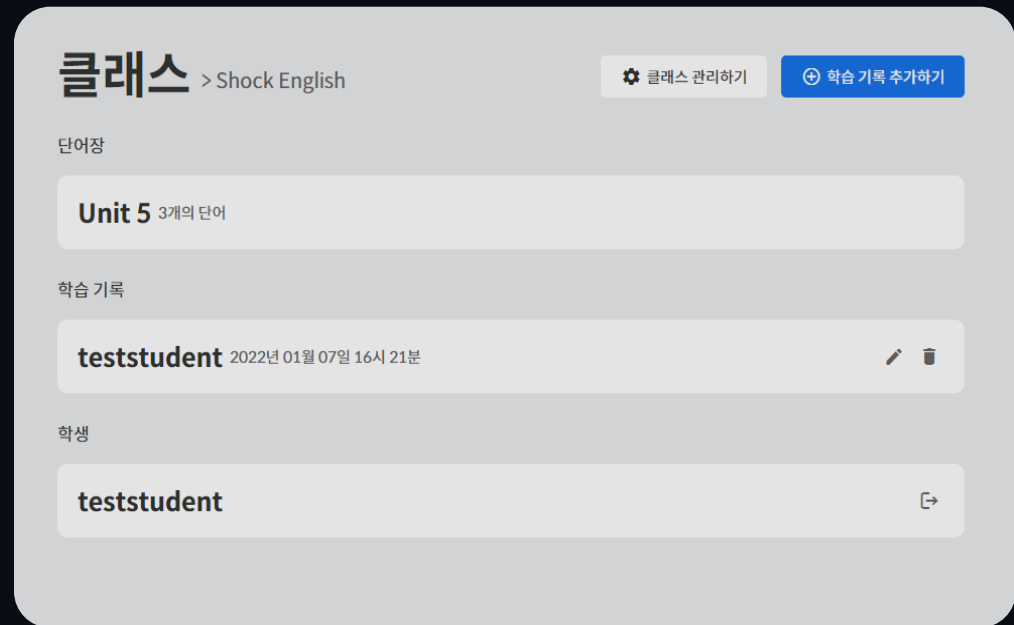 클래스 > Shock English
클래스 관리하기
학습 기록 추가하기
단어장
Unit 5 3개의 단어
학습 기록
teststudent 2022년 01월 07일 16시 21분
학생
teststudent